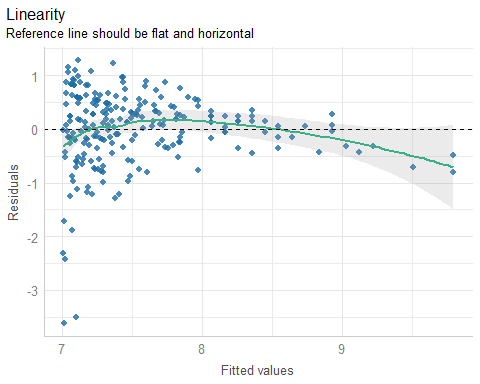 Linearity
Reference line should be flat and horizontal
1
0
-1
-2
-3
Residuals
7
8
9
Fitted values